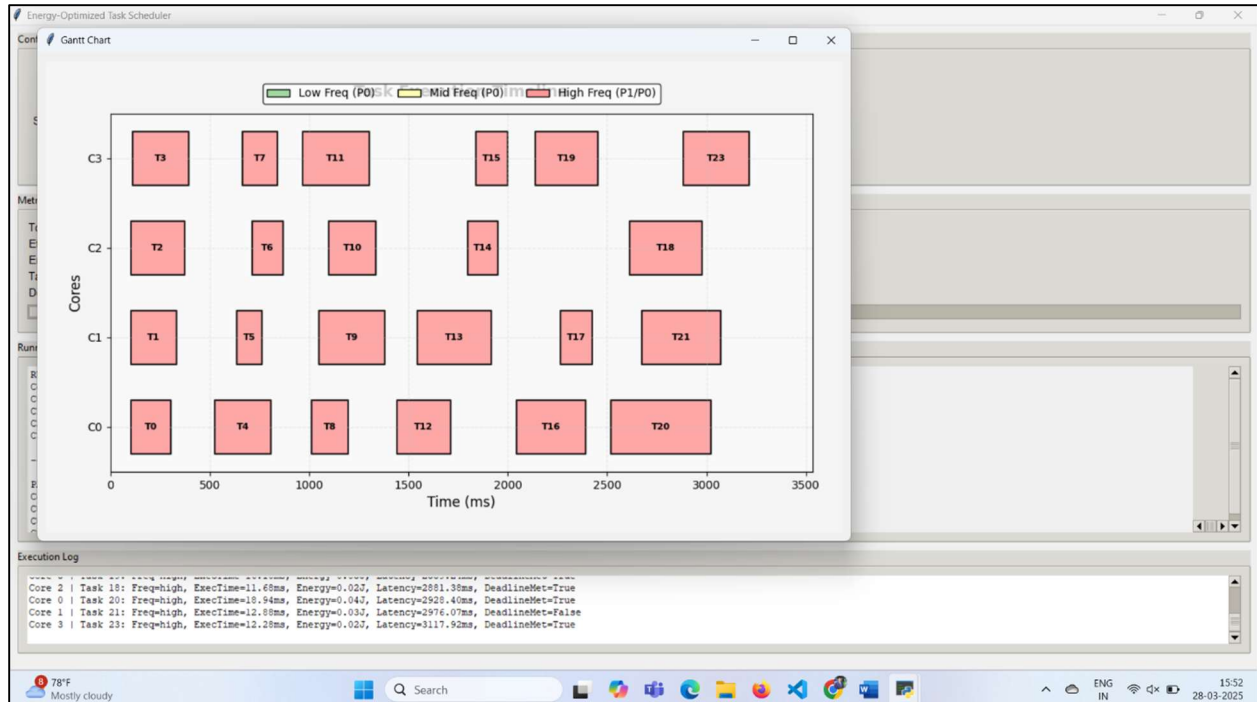 Energy-Optimized Task Scheduler
Gantt Chart
Task Execution Timeline
Low Freq (P0) Mid Freq (P0) High Freq (P1/P0)
C3 T3 T7 T11 T15 T19 T23
C2 T2 T6 T10 T14 T18
C1 T1 T5 T9 T13 T17 T21
C0 T0 T4 T8 T12 T16 T20
Cores
0 500 1000 1500 2000 2500 3000 3500
Time (ms)
Execution Log
Core 2 | Task 18: Freq=high, ExecTime=11.68ms, Energy=0.02J, Latency=2881.38ms, DeadlineMet=True
Core 0 | Task 20: Freq=high, ExecTime=18.94ms, Energy=0.04J, Latency=2928.40ms, DeadlineMet=True
Core 1 | Task 21: Freq=high, ExecTime=12.88ms, Energy=0.03J, Latency=2976.07ms, DeadlineMet=False
Core 3 | Task 23: Freq=high, ExecTime=12.28ms, Energy=0.02J, Latency=3117.92ms, DeadlineMet=True
8
78°F
Mostly cloudy
Search
ENG
IN
15:52
28-03-2025